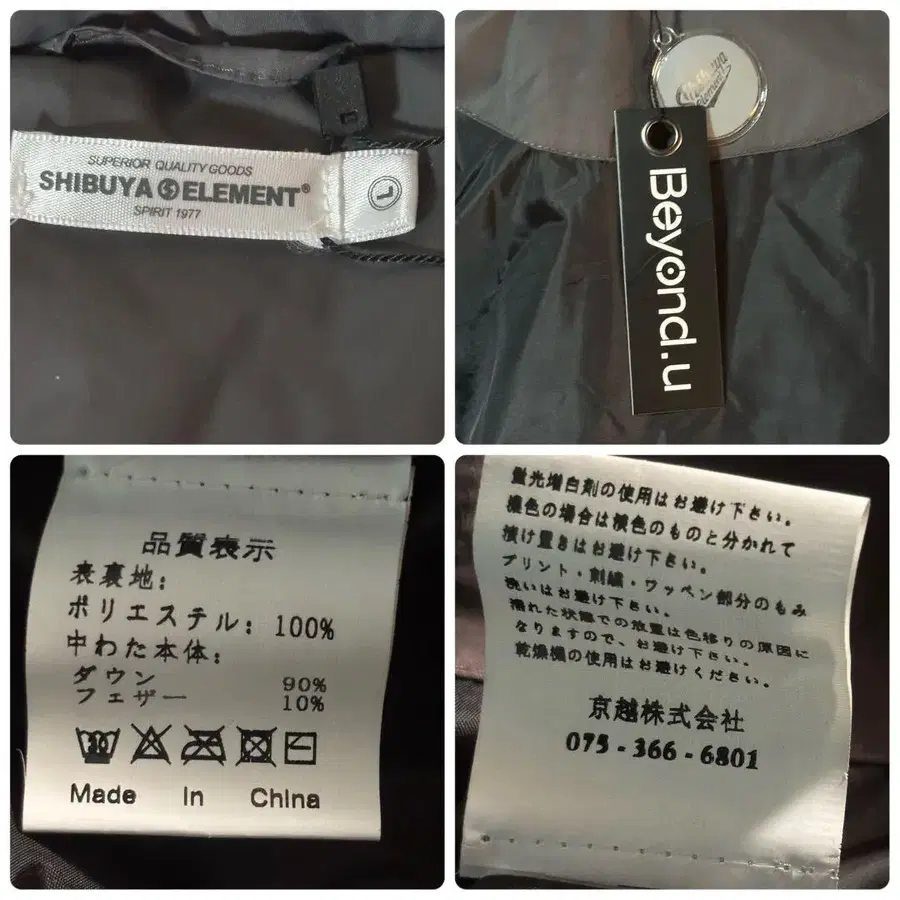 SUPERIOR QUALITY GOODS
SHIBUYA ELEMENT®
SPIRIT 1977
L
Element
Beyond.u
品質表示
表裏地:
ポリエステル: 100%
中わた本体:
ダウン 90%
フェザー 10%
30
Made In China
蛍光増白剤の使用はお避け下さい。
濃色の場合は淡色のものと分かれて
漬け置きはお避け下さい。
プリント・刺繍・ワッペン部分のもみ
洗いはお避け下さい。
濡れた状態での放置は色移りの原因に
なりますので、お避け下さい。
乾燥機の使用はお避けください。
京越株式会社
075-366-6801